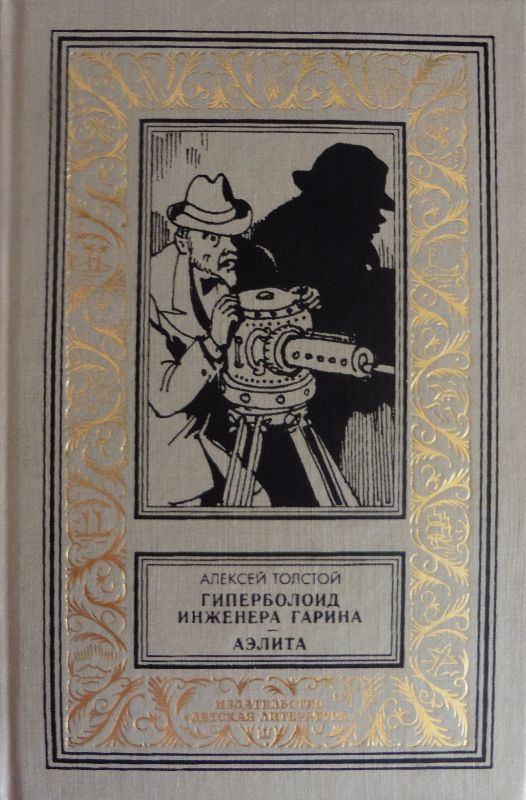 АЛЕКСЕЙ ТОЛСТОЙ
ГИПЕРБОЛОИД
ИНЖЕНЕРА ГАРИНА
—
АЭЛИТА
ИЗДАТЕЛЬСТВО
«ДЕТСКАЯ ЛИТЕРАТУРА»